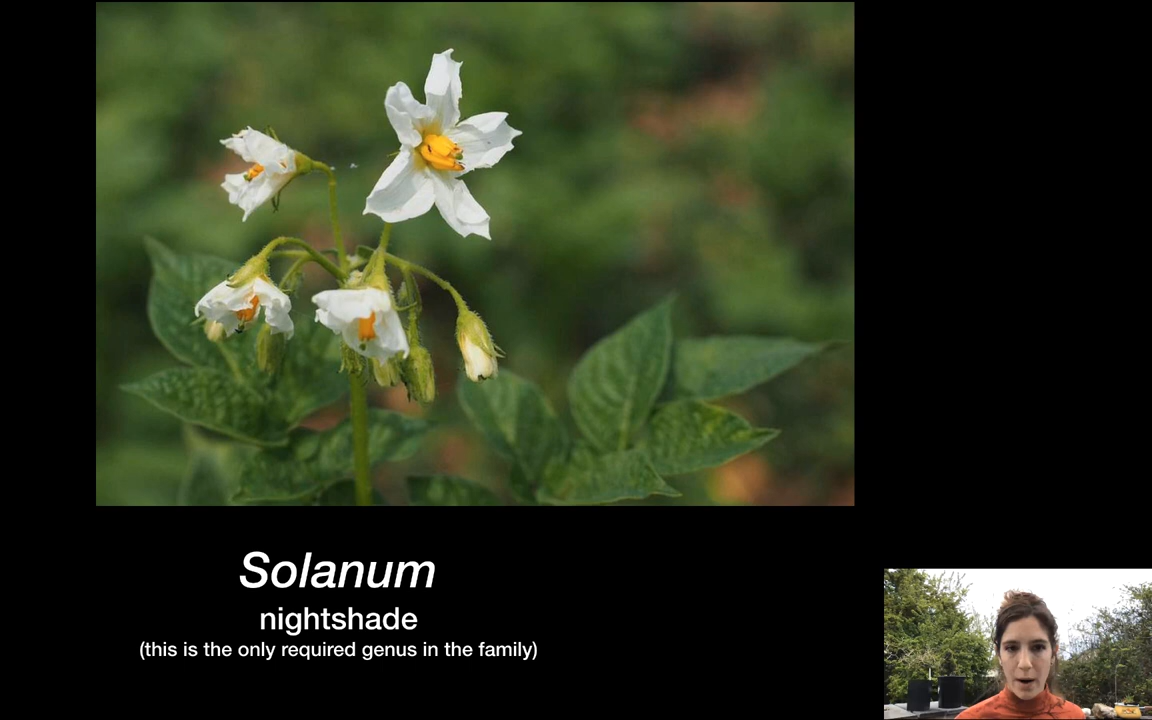 Solanum
nightshade
(this is the only required genus in the family)